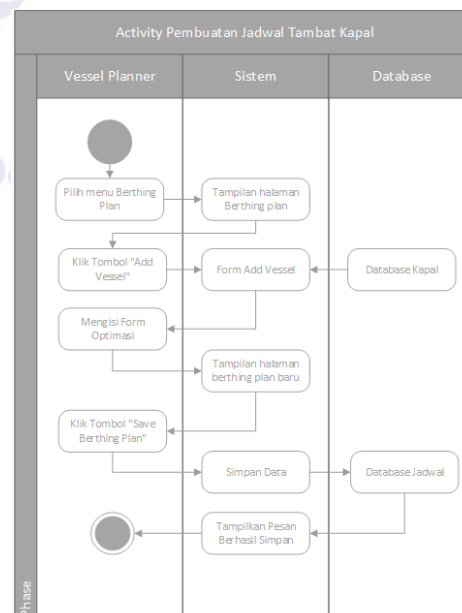 Activity Pembuatan Jadwal Tambat Kapal
Vessel Planner
Sistem
Database
Pilih menu Berthing
Plan
Tampilan halaman
Berthing plan
Klik Tombol "Add
Vessel"
Form Add Vessel
Database Kapal
Mengisi Form
Optimasi
Tampilan halaman
berthing plan baru
Klik Tombol "Save
Berthing Plan"
Simpan Data
Database Jadwal
Tampilkan Pesan
Berhasil Simpan
Phase